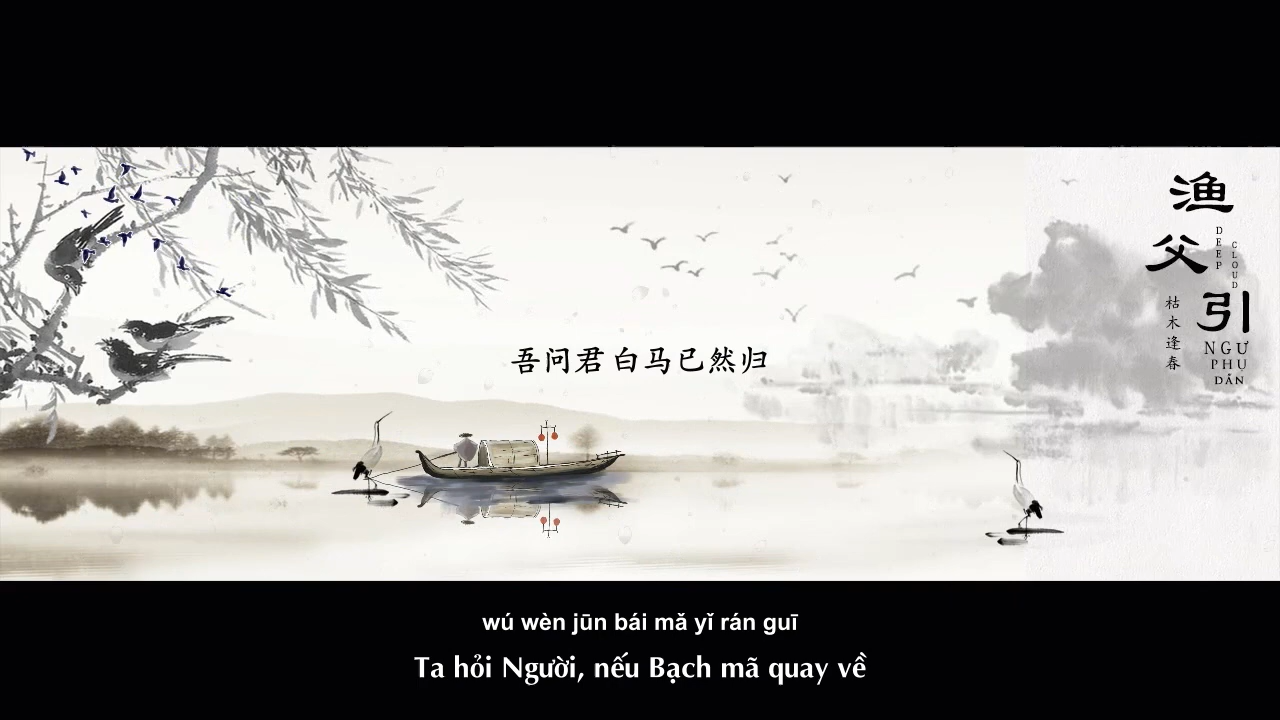 渔父引
DEEP CLOUD
枯木逢春
NGƯ
PHỤ
DẪN
吾问君白马已然归
wú wèn jūn bái mǎ yǐ rán guī
Ta hỏi Người, nếu Bạch mã quay về